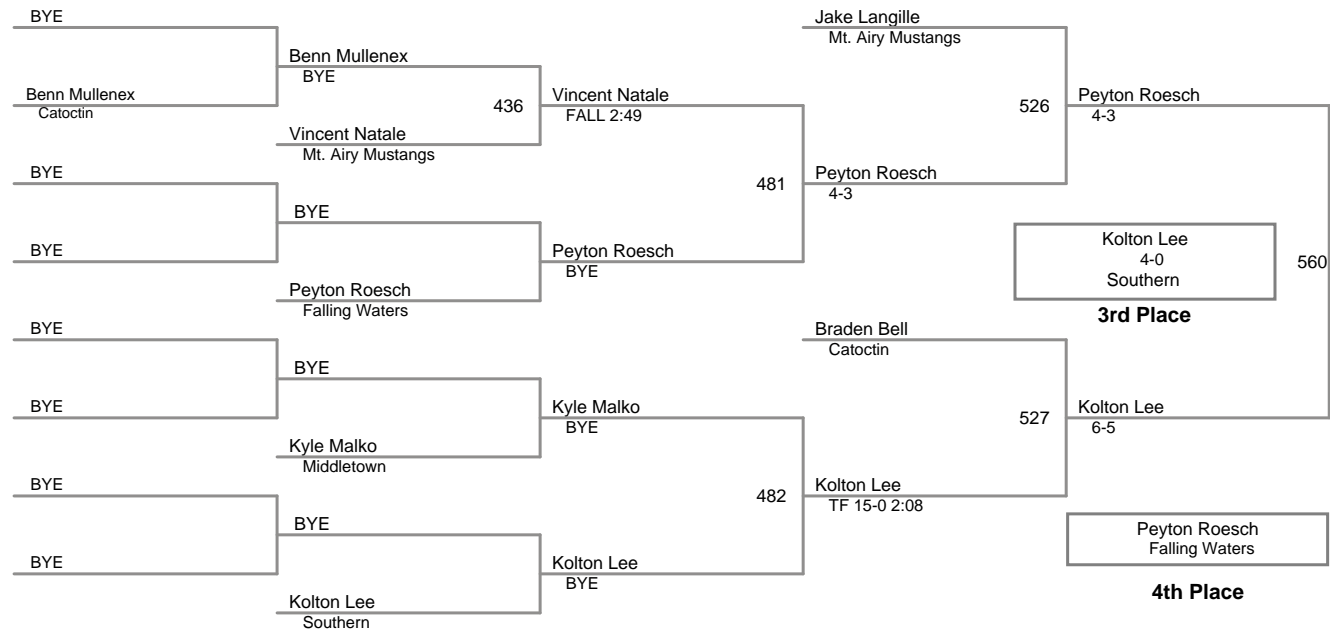 BYE
Benn Mullenex
Catoctin
BYE
BYE
BYE
BYE
BYE
BYE
Benn Mullenex
BYE
Vincent Natale
Mt. Airy Mustangs
BYE
Peyton Roesch
Falling Waters
BYE
Kyle Malko
Middletown
BYE
Kolton Lee
Southern
436
Vincent Natale
FALL 2:49
Peyton Roesch
BYE
Kyle Malko
BYE
Kolton Lee
BYE
481
482
Jake Langille
Mt. Airy Mustangs
Peyton Roesch
4-3
Braden Bell
Catoctin
Kolton Lee
TF 15-0 2:08
526
527
Peyton Roesch
4-3
Kolton Lee
6-5
560
Kolton Lee
4-0
Southern
3rd Place
Peyton Roesch
Falling Waters
4th Place